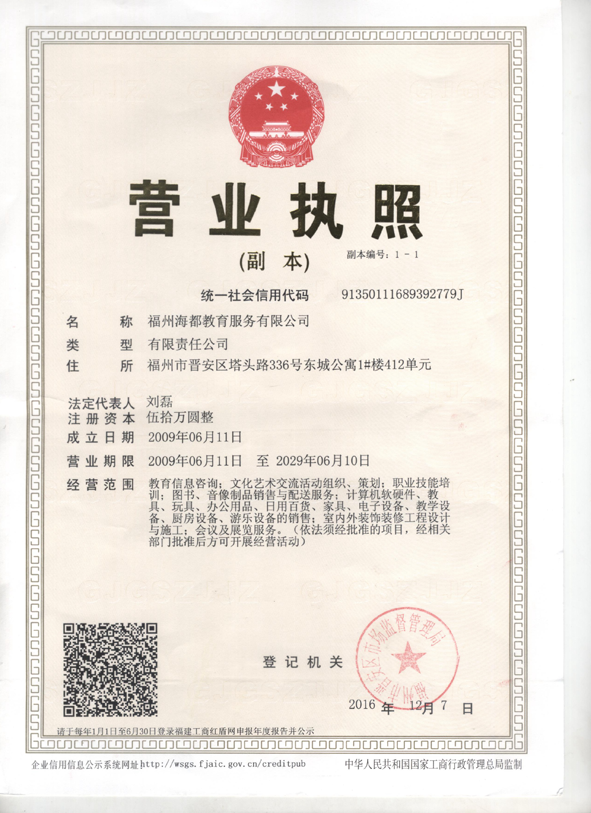 营业执照
(副 本)
副本编号：1-1
统一社会信用代码 91350111689392779J
名 称 福州海都教育服务有限公司
类 型 有限责任公司
住 所 福州市晋安区塔头路336号东城公寓1#楼412单元
法定代表人 刘磊
注册资本 伍拾万圆整
成立日期 2009年06月11日
营业期限 2009年06月11日 至 2029年06月10日
经营范围 教育信息咨询；文化艺术交流活动组织、策划；职业技能培
训；图书、音像制品销售与配送服务；计算机软硬件、教
具、玩具、办公用品、日用百货、家具、电子设备、教学设
备、厨房设备、游乐设备的销售；室内外装饰装修工程设计
与施工；会议及展览服务。（依法须经批准的项目，经相关
部门批准后方可开展经营活动）
登记机关
福州市晋安区市场监督管理局
2016 年 12月 7 日
请于每年1月1日至6月30日登录福建工商红盾网申报年度报告并公示
企业信用信息公示系统网址http://wsgs.fjaic.gov.cn/creditpub
中华人民共和国国家工商行政管理总局监制